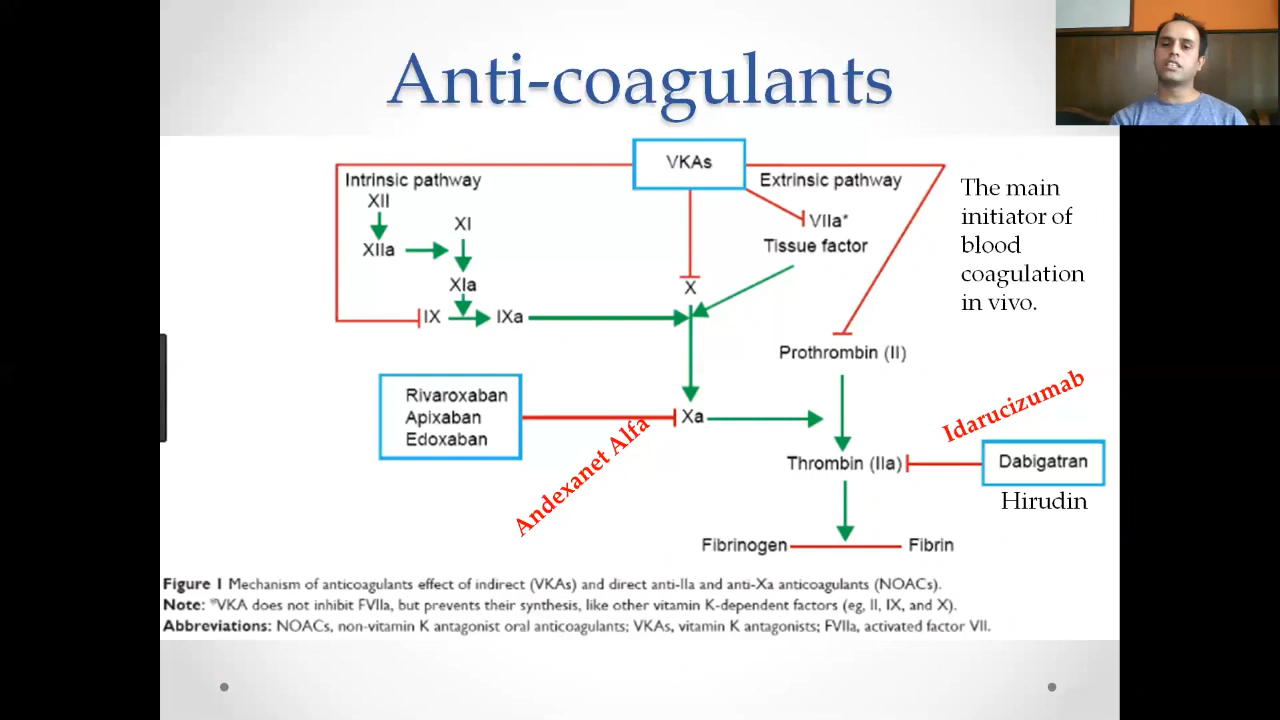 Anti-coagulants
VKAs
Intrinsic pathway
Extrinsic pathway
XII
XI
VIIa*
XIIa
Tissue factor
The main
initiator of
blood
coagulation
in vivo.
XIa
X
IX
IXa
Prothrombin (II)
Rivaroxaban
Apixaban
Edoxaban
Xa
Andexanet Alfa
Idarucizumab
Thrombin (IIa)
Dabigatran
Hirudin
Fibrinogen
Fibrin
Figure 1 Mechanism of anticoagulants effect of indirect (VKAs) and direct anti-IIa and anti-Xa anticoagulants (NOACs).
Note: *VKA does not inhibit FVIIa, but prevents their synthesis, like other vitamin K-dependent factors (eg, II, IX, and X).
Abbreviations: NOACs, non-vitamin K antagonist oral anticoagulants; VKAs, vitamin K antagonists; FVIIa, activated factor VII.